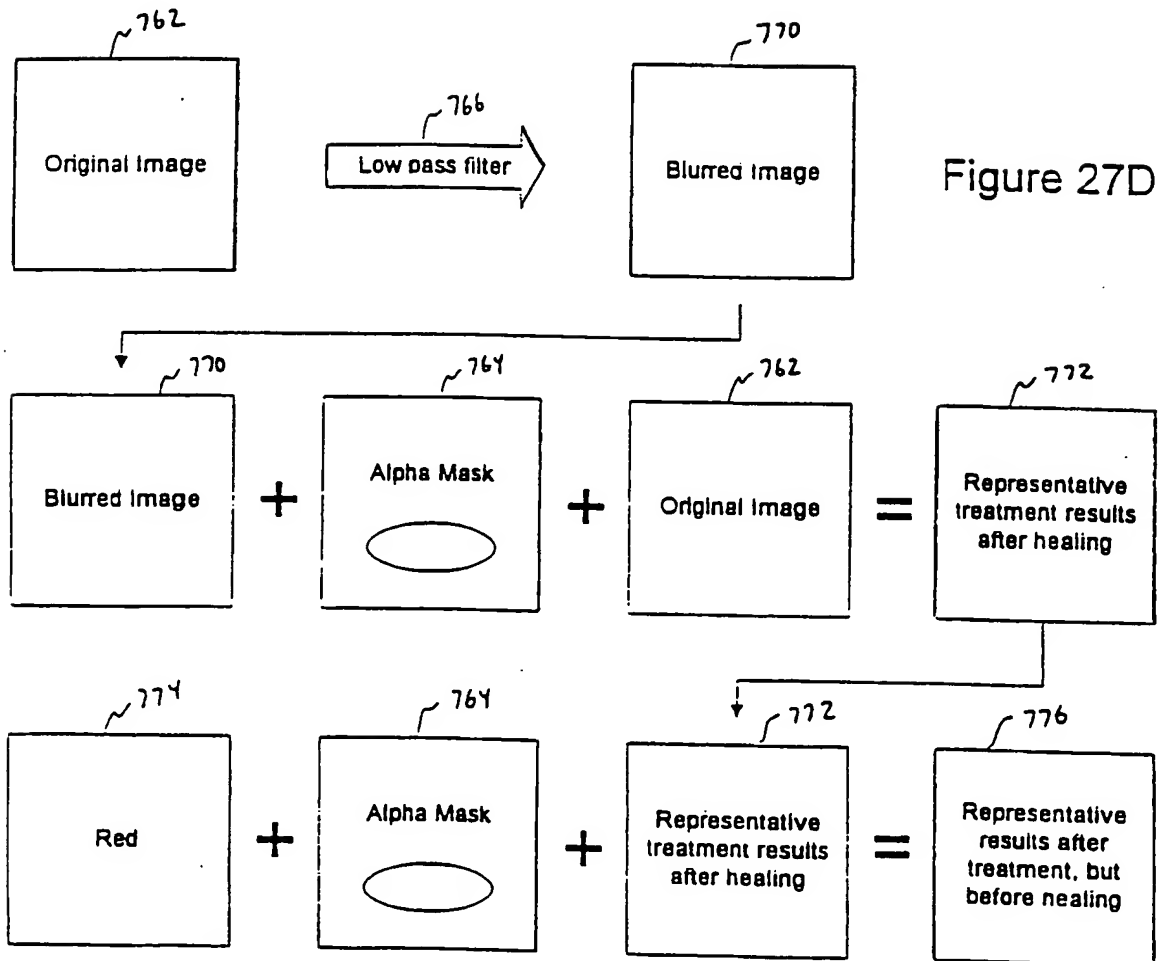 762
770
766
Original Image
Low pass filter
Blurred Image
Figure 27D
770
764
762
772
Blurred Image
+
Alpha Mask
+
Original Image
=
Representative
treatment results
after healing
774
764
772
776
Red
+
Alpha Mask
+
Representative
treatment results
after healing
=
Representative
results after
treatment, but
before nealing